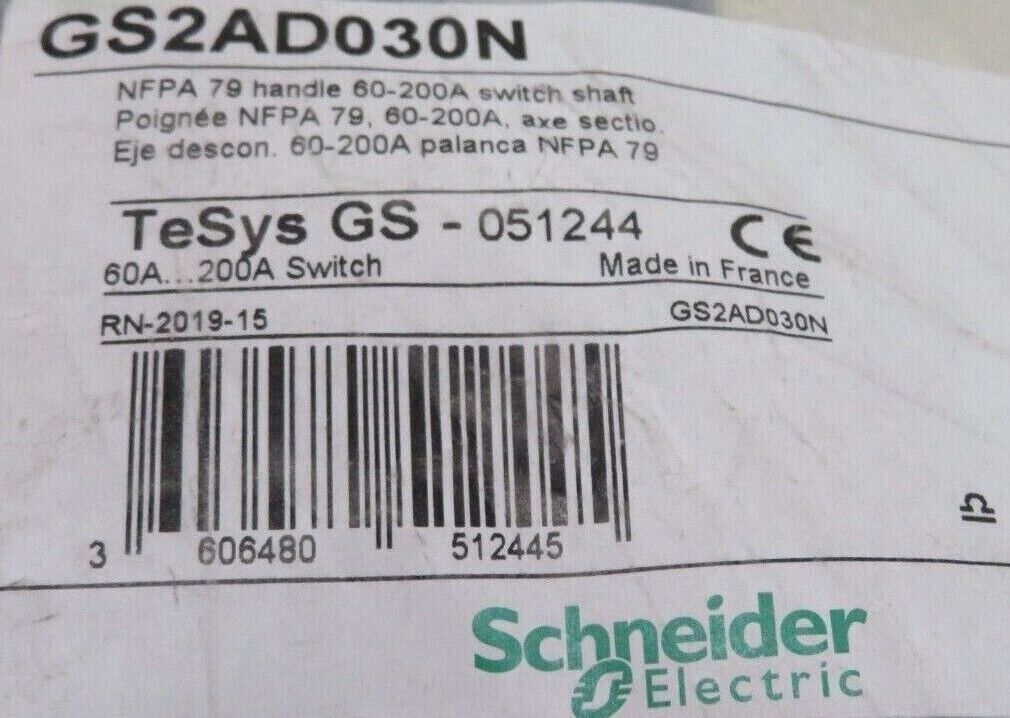 GS2AD030N
NFPA 79 handle 60-200A switch shaft
Poignée NFPA 79, 60-200A, axe sectio.
Eje descon. 60-200A palanca NFPA 79
TeSys GS - 051244 CE
60A...200A Switch Made in France
RN-2019-15 GS2AD030N
3 606480 512445
Schneider
Electric